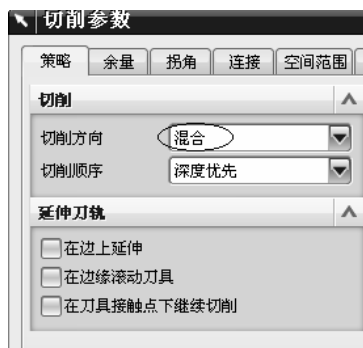 切削参数
策略 余量 拐角 连接 空间范围
切削
切削方向 混合
切削顺序 深度优先
延伸刀轨
在边上延伸
在边缘滚动刀具
在刀具接触点下继续切削